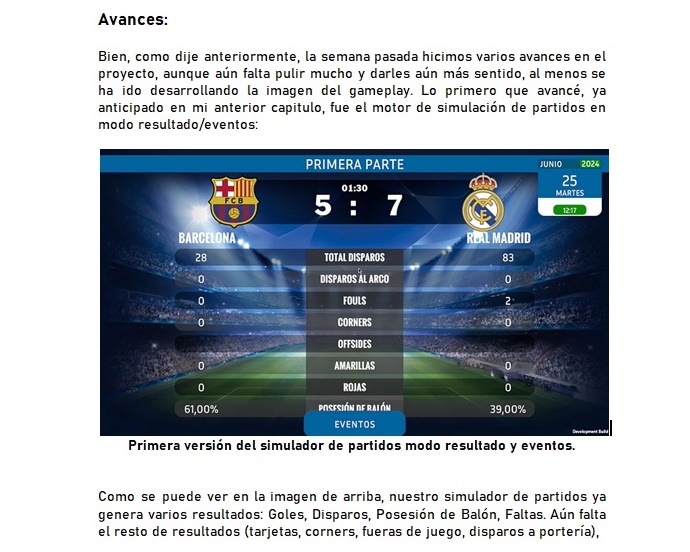 Avances:
Bien, como dije anteriormente, la semana pasada hicimos varios avances en el
proyecto, aunque aún falta pulir mucho y darles aún más sentido, al menos se
ha ido desarrollando la imagen del gameplay. Lo primero que avancé, ya
anticipado en mi anterior capitulo, fue el motor de simulación de partidos en
modo resultado/eventos:
PRIMERA PARTE
JUNIO 2024
25
MARTES
12:17
01:30
5 : 7
FCB
BARCELONA
REAL MADRID
28 TOTAL DISPAROS 83
0 DISPAROS AL ARCO 0
0 FOULS 2
0 CORNERS 0
OFFSIDES
0 AMARILLAS 0
0 ROJAS 0
61,00% POSESIÓN DE BALÓN 39,00%
EVENTOS
Development Build
Primera versión del simulador de partidos modo resultado y eventos.
Como se puede ver en la imagen de arriba, nuestro simulador de partidos ya
genera varios resultados: Goles, Disparos, Posesión de Balón, Faltas. Aún falta
el resto de resultados (tarjetas, corners, fueras de juego, disparos a portería),